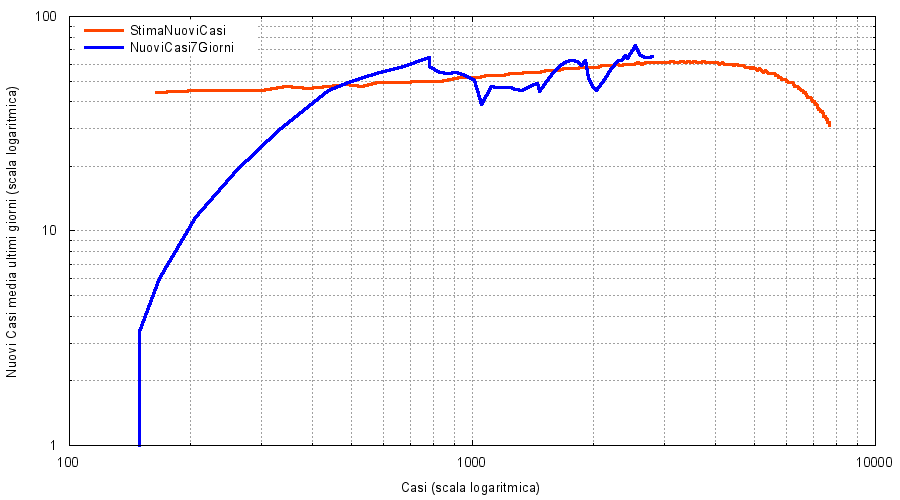 100
StimaNuoviCasi
NuoviCasi7Giorni
10
1
Nuovi Casi media ultimi giorni (scala logaritmica)
100
1000
10000
Casi (scala logaritmica)